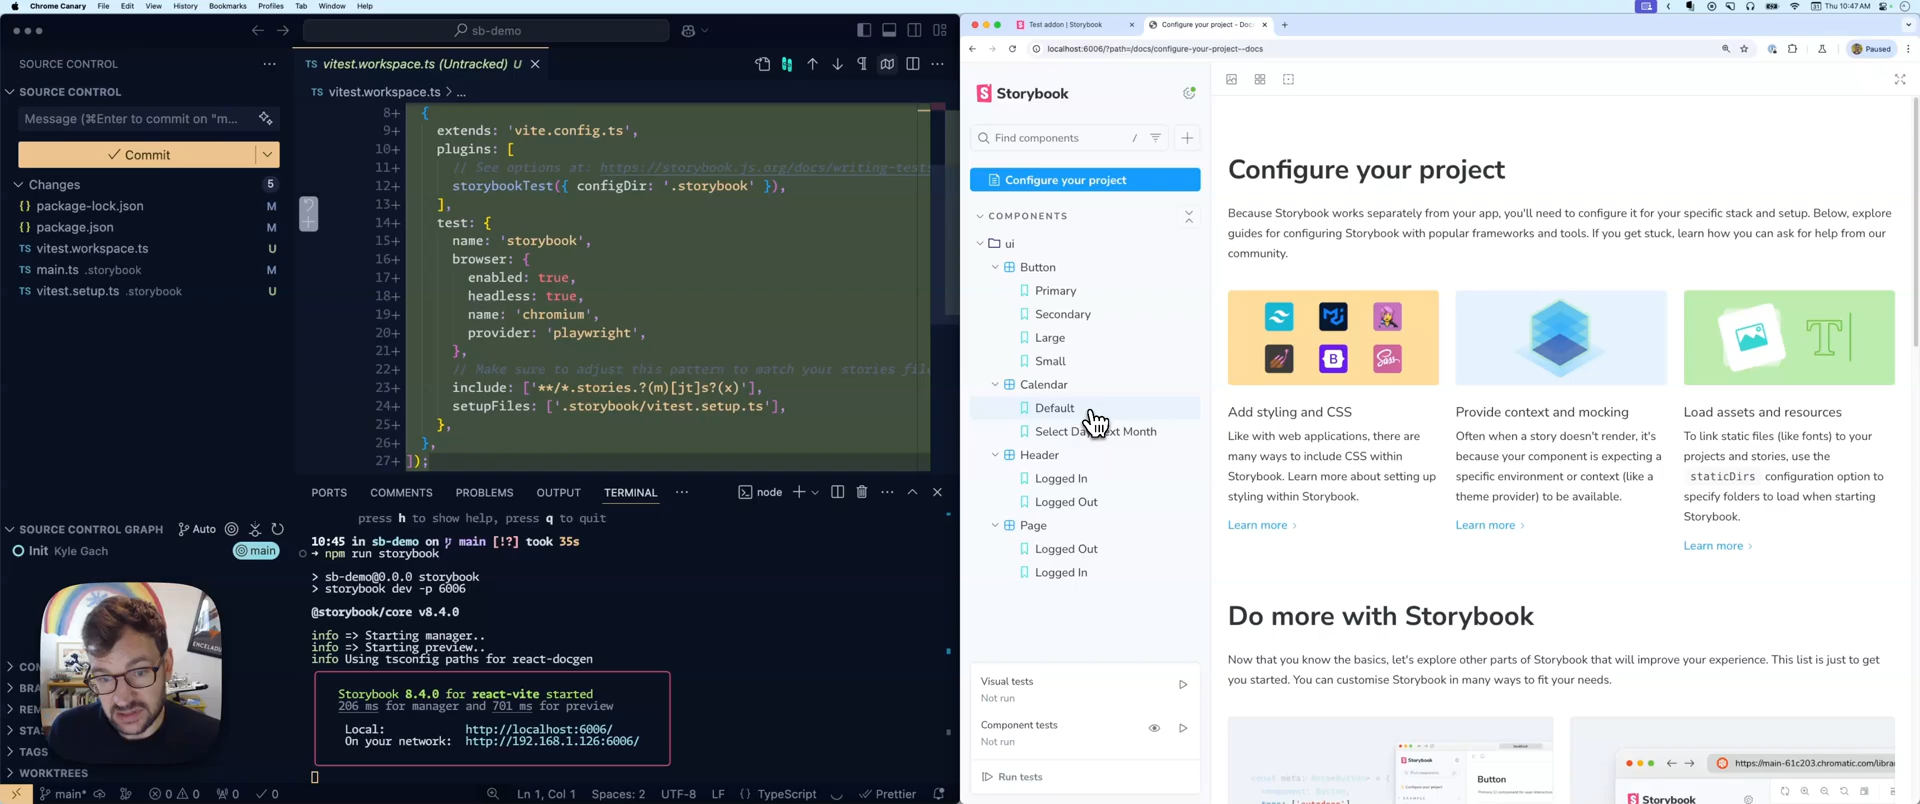 Chrome Canary File Edit View History Bookmarks Profiles Tab Window Help
Thu 10:47 AM
sb-demo
SOURCE CONTROL
SOURCE CONTROL
Message (⌘Enter to commit on "m...
Commit
Changes 5
package-lock.json M
package.json M
vitest.workspace.ts U
main.ts .storybook M
vitest.setup.ts .storybook U
SOURCE CONTROL GRAPH Auto
Init Kyle Gach main
TAGS
WORKTREES
TS vitest.workspace.ts (Untracked) U
TS vitest.workspace.ts > ...
8+ {
9+ extends: 'vite.config.ts',
10+ plugins: [
11+ // See options at: https://storybook.js.org/docs/writing-tests
12+ storybookTest({ configDir: '.storybook' }),
13+ ],
14+ test: {
15+ name: 'storybook',
16+ browser: {
17+ enabled: true,
18+ headless: true,
19+ name: 'chromium',
20+ provider: 'playwright',
21+ },
22+ // Make sure to adjust this pattern to match your stories fil
23+ include: ['**/*.stories.?(m)[jt]s?(x)'],
24+ setupFiles: ['.storybook/vitest.setup.ts'],
25+ },
26+ },
27+ ]);
PORTS COMMENTS PROBLEMS OUTPUT TERMINAL ... node
press h to show help, press q to quit
10:45 in sb-demo on main [!?] took 35s
→ npm run storybook
> sb-demo@0.0.0 storybook
> storybook dev -p 6006
@storybook/core v8.4.0
info => Starting manager..
info => Starting preview..
info Using tsconfig paths for react-docgen
Storybook 8.4.0 for react-vite started
206 ms for manager and 701 ms for preview
Local: http://localhost:6006/
On your network: http://192.168.1.126:6006/
main* 0 0 0 0 Ln 1, Col 1 Spaces: 2 UTF-8 LF {} TypeScript Prettier
Test addon | Storybook
Configure your project - Doc
localhost:6006/?path=/docs/configure-your-project--docs
Paused
Storybook
Find components /
Configure your project
COMPONENTS
ui
Button
Primary
Secondary
Large
Small
Calendar
Default
Select Da ext Month
Header
Logged In
Logged Out
Page
Logged Out
Logged In
Visual tests
Not run
Component tests
Not run
Run tests
Configure your project
Because Storybook works separately from your app, you'll need to configure it for your specific stack and setup. Below, explore
guides for configuring Storybook with popular frameworks and tools. If you get stuck, learn how you can ask for help from our
community.
Add styling and CSS
Like with web applications, there are
many ways to include CSS within
Storybook. Learn more about setting up
styling within Storybook.
Learn more
Provide context and mocking
Often when a story doesn't render, it's
because your component is expecting a
specific environment or context (like a
theme provider) to be available.
Learn more
Load assets and resources
To link static files (like fonts) to your
projects and stories, use the
staticDirs configuration option to
specify folders to load when starting
Storybook.
Learn more
Do more with Storybook
Now that you know the basics, let's explore other parts of Storybook that will improve your experience. This list is just to get
you started. You can customise Storybook in many ways to fit your needs.
Storybook
Button
Storybook
https://main-61c203.chromatic.com/librar